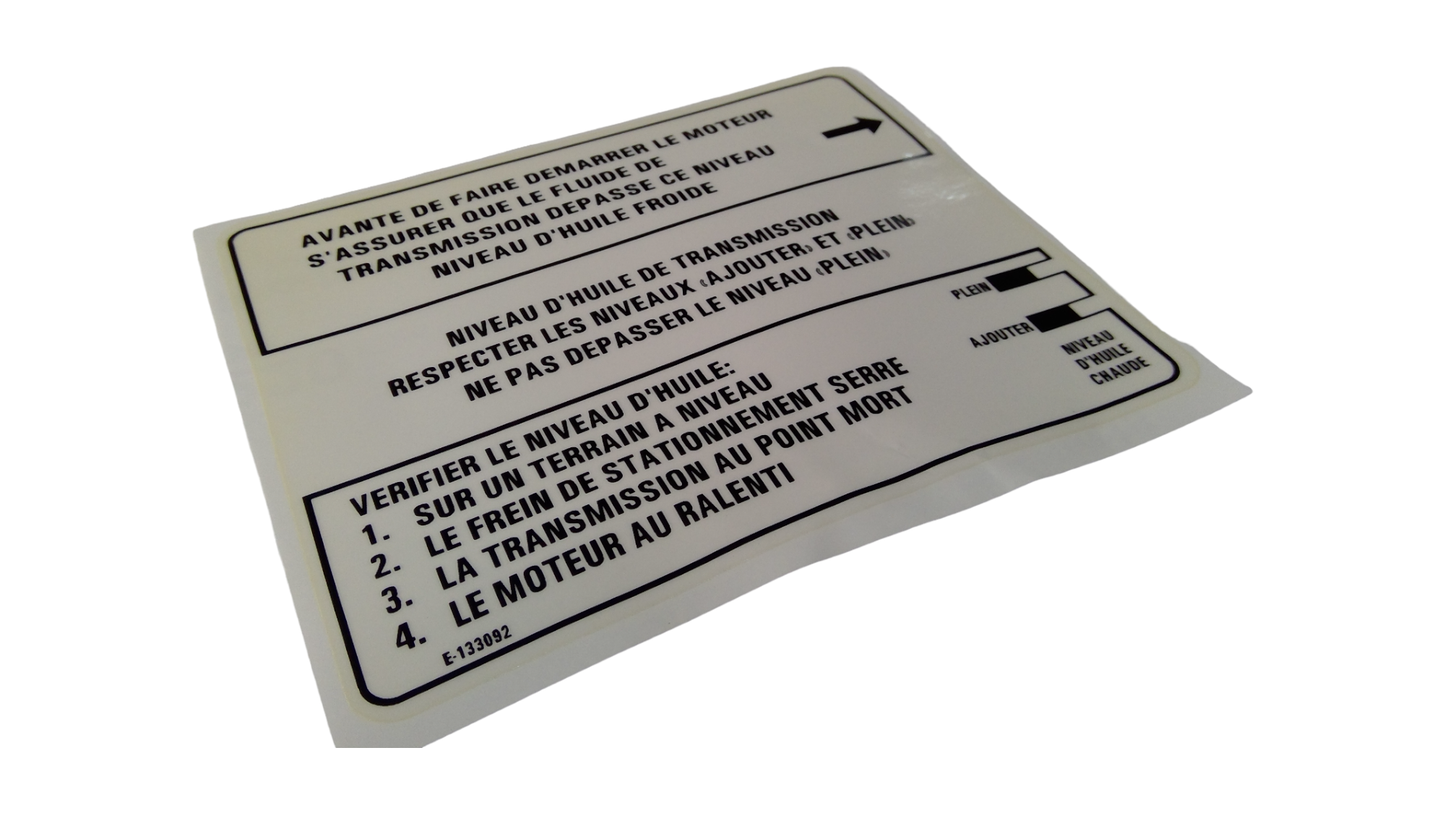 AVANTE DE FAIRE DEMARRER LE MOTEUR
S'ASSURER QUE LE FLUIDE DE
TRANSMISSION DEPASSE CE NIVEAU
NIVEAU D'HUILE FROIDE
NIVEAU D'HUILE DE TRANSMISSION
RESPECTER LES NIVEAUX ‹AJOUTER› ET ‹PLEIN›
NE PAS DEPASSER LE NIVEAU ‹PLEIN›
PLEIN
AJOUTER
NIVEAU
D'HUILE
CHAUDE
VERIFIER LE NIVEAU D'HUILE:
1. SUR UN TERRAIN A NIVEAU
2. LE FREIN DE STATIONNEMENT SERRE
3. LA TRANSMISSION AU POINT MORT
4. LE MOTEUR AU RALENTI
E-133092